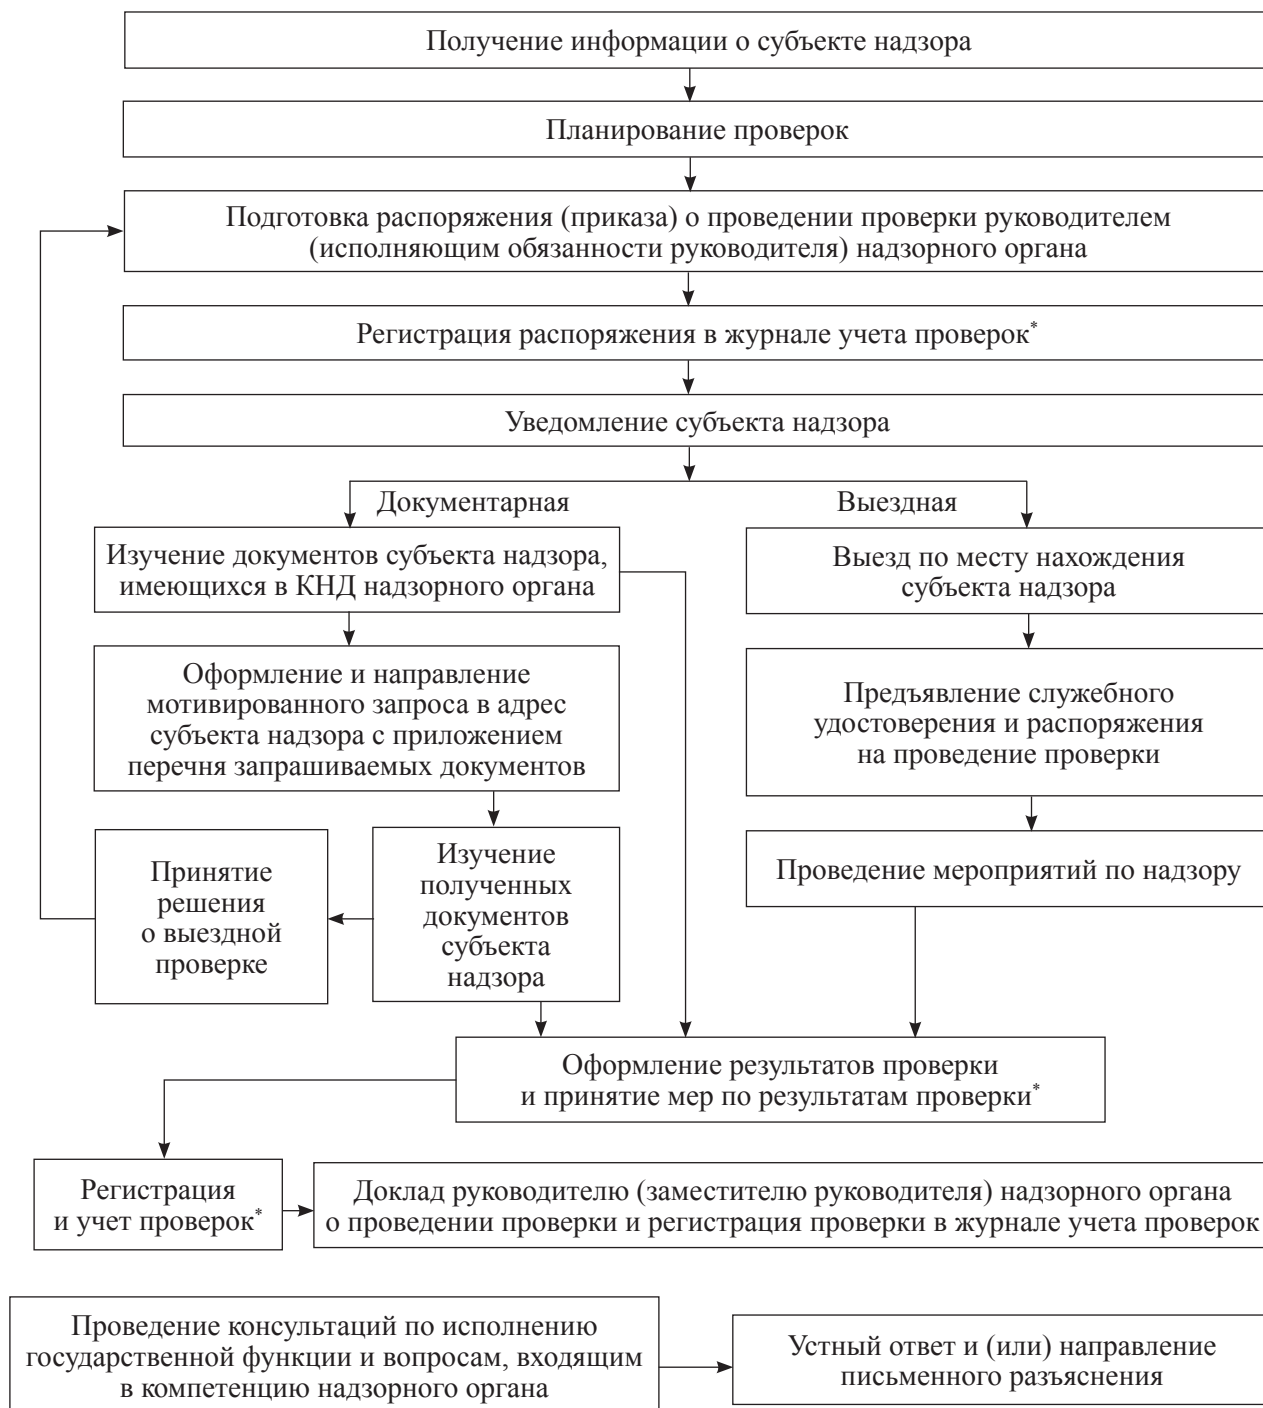 Получение информации о субъекте надзора
Планирование проверок
Подготовка распоряжения (приказа) о проведении проверки руководителем
(исполняющим обязанности руководителя) надзорного органа
Регистрация распоряжения в журнале учета проверок*
Уведомление субъекта надзора
Документарная
Изучение документов субъекта надзора,
имеющихся в КНД надзорного органа
Оформление и направление
мотивированного запроса в адрес
субъекта надзора с приложением
перечня запрашиваемых документов
Принятие
решения
о выездной
проверке
Изучение
полученных
документов
субъекта
надзора
Выездная
Выезд по месту нахождения
субъекта надзора
Предъявление служебного
удостоверения и распоряжения
на проведение проверки
Проведение мероприятий по надзору
Оформление результатов проверки
и принятие мер по результатам проверки*
Регистрация
и учет проверок*
Доклад руководителю (заместителю руководителя) надзорного органа
о проведении проверки и регистрация проверки в журнале учета проверок
Проведение консультаций по исполнению
государственной функции и вопросам, входящим
в компетенцию надзорного органа
Устный ответ и (или) направление
письменного разъяснения